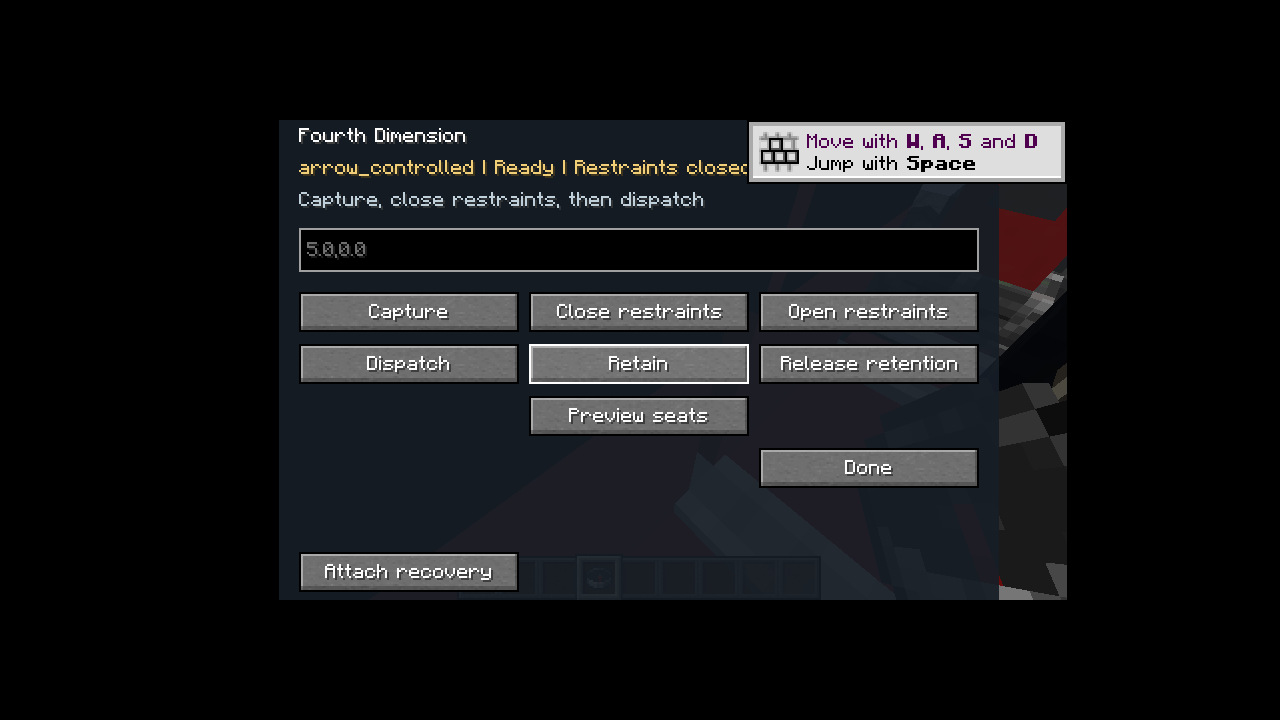 Fourth Dimension
Move with W, A, S and D
Jump with Space
arrow_controlled | Ready | Restraints closed
Capture, close restraints, then dispatch
5.0,0.0
Capture
Close restraints
Open restraints
Dispatch
Retain
Release retention
Preview seats
Done
Attach recovery